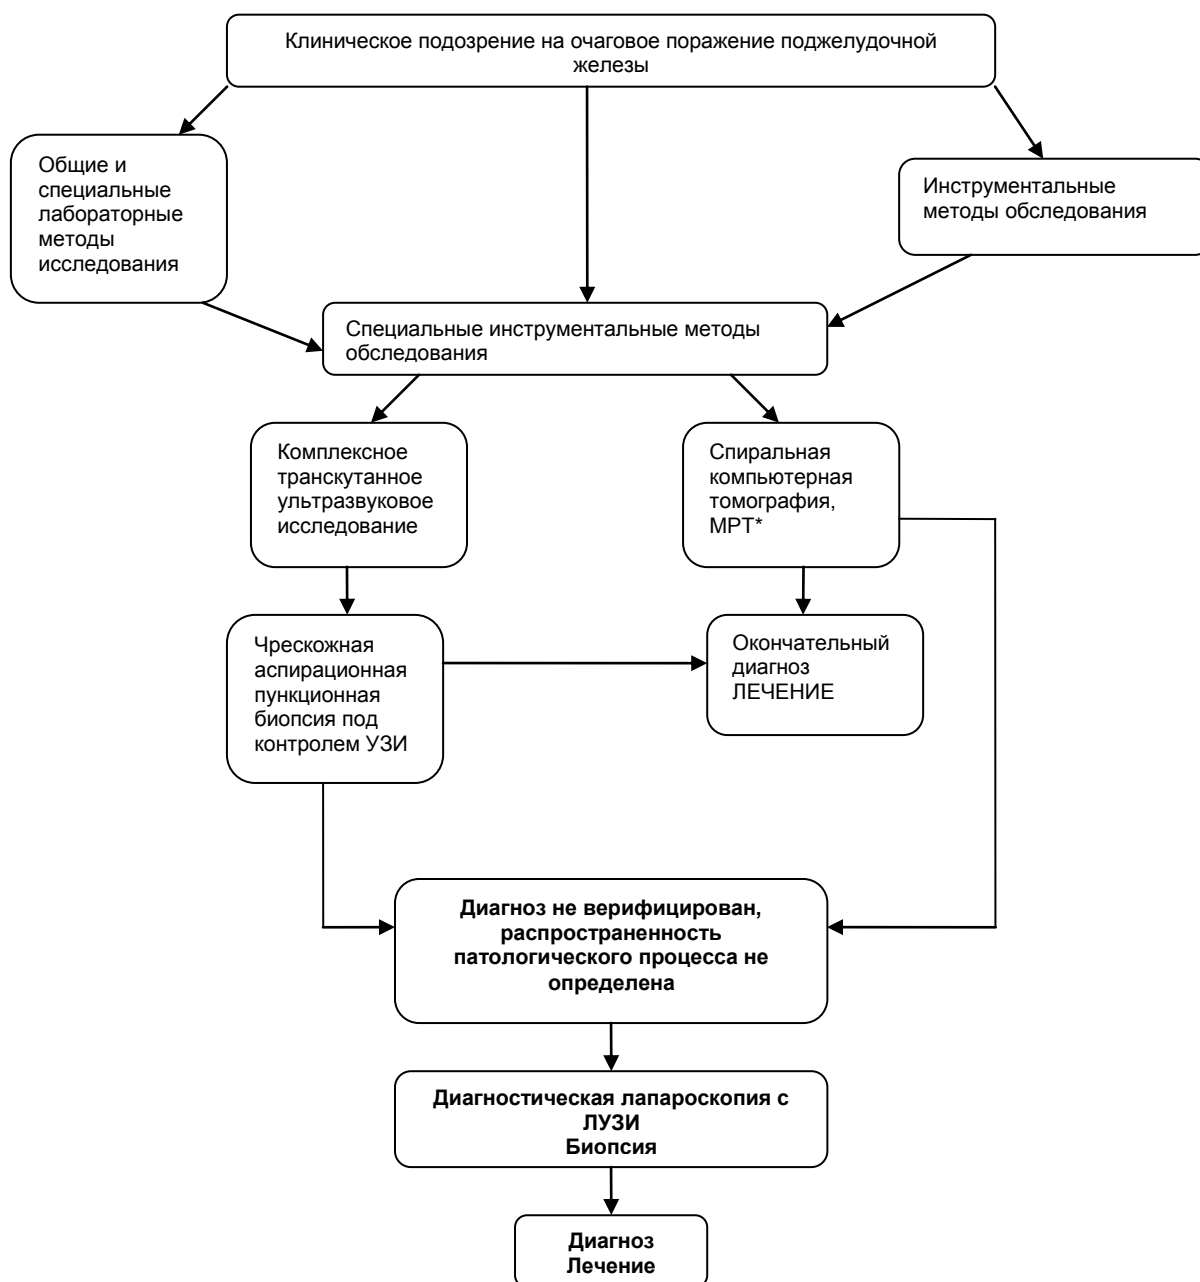 Клиническое подозрение на очаговое поражение поджелудочной
железы
Общие и
специальные
лабораторные
методы
исследования
Инструментальные
методы обследования
Специальные инструментальные методы
обследования
Комплексное
транскутанное
ультразвуковое
исследование
Спиральная
компьютерная
томография,
МРТ*
Чрескожная
аспирационная
пункционная
биопсия под
контролем УЗИ
Окончательный
диагноз
ЛЕЧЕНИЕ
Диагноз не верифицирован,
распространенность
патологического процесса не
определена
Диагностическая лапароскопия с
ЛУЗИ
Биопсия
Диагноз
Лечение